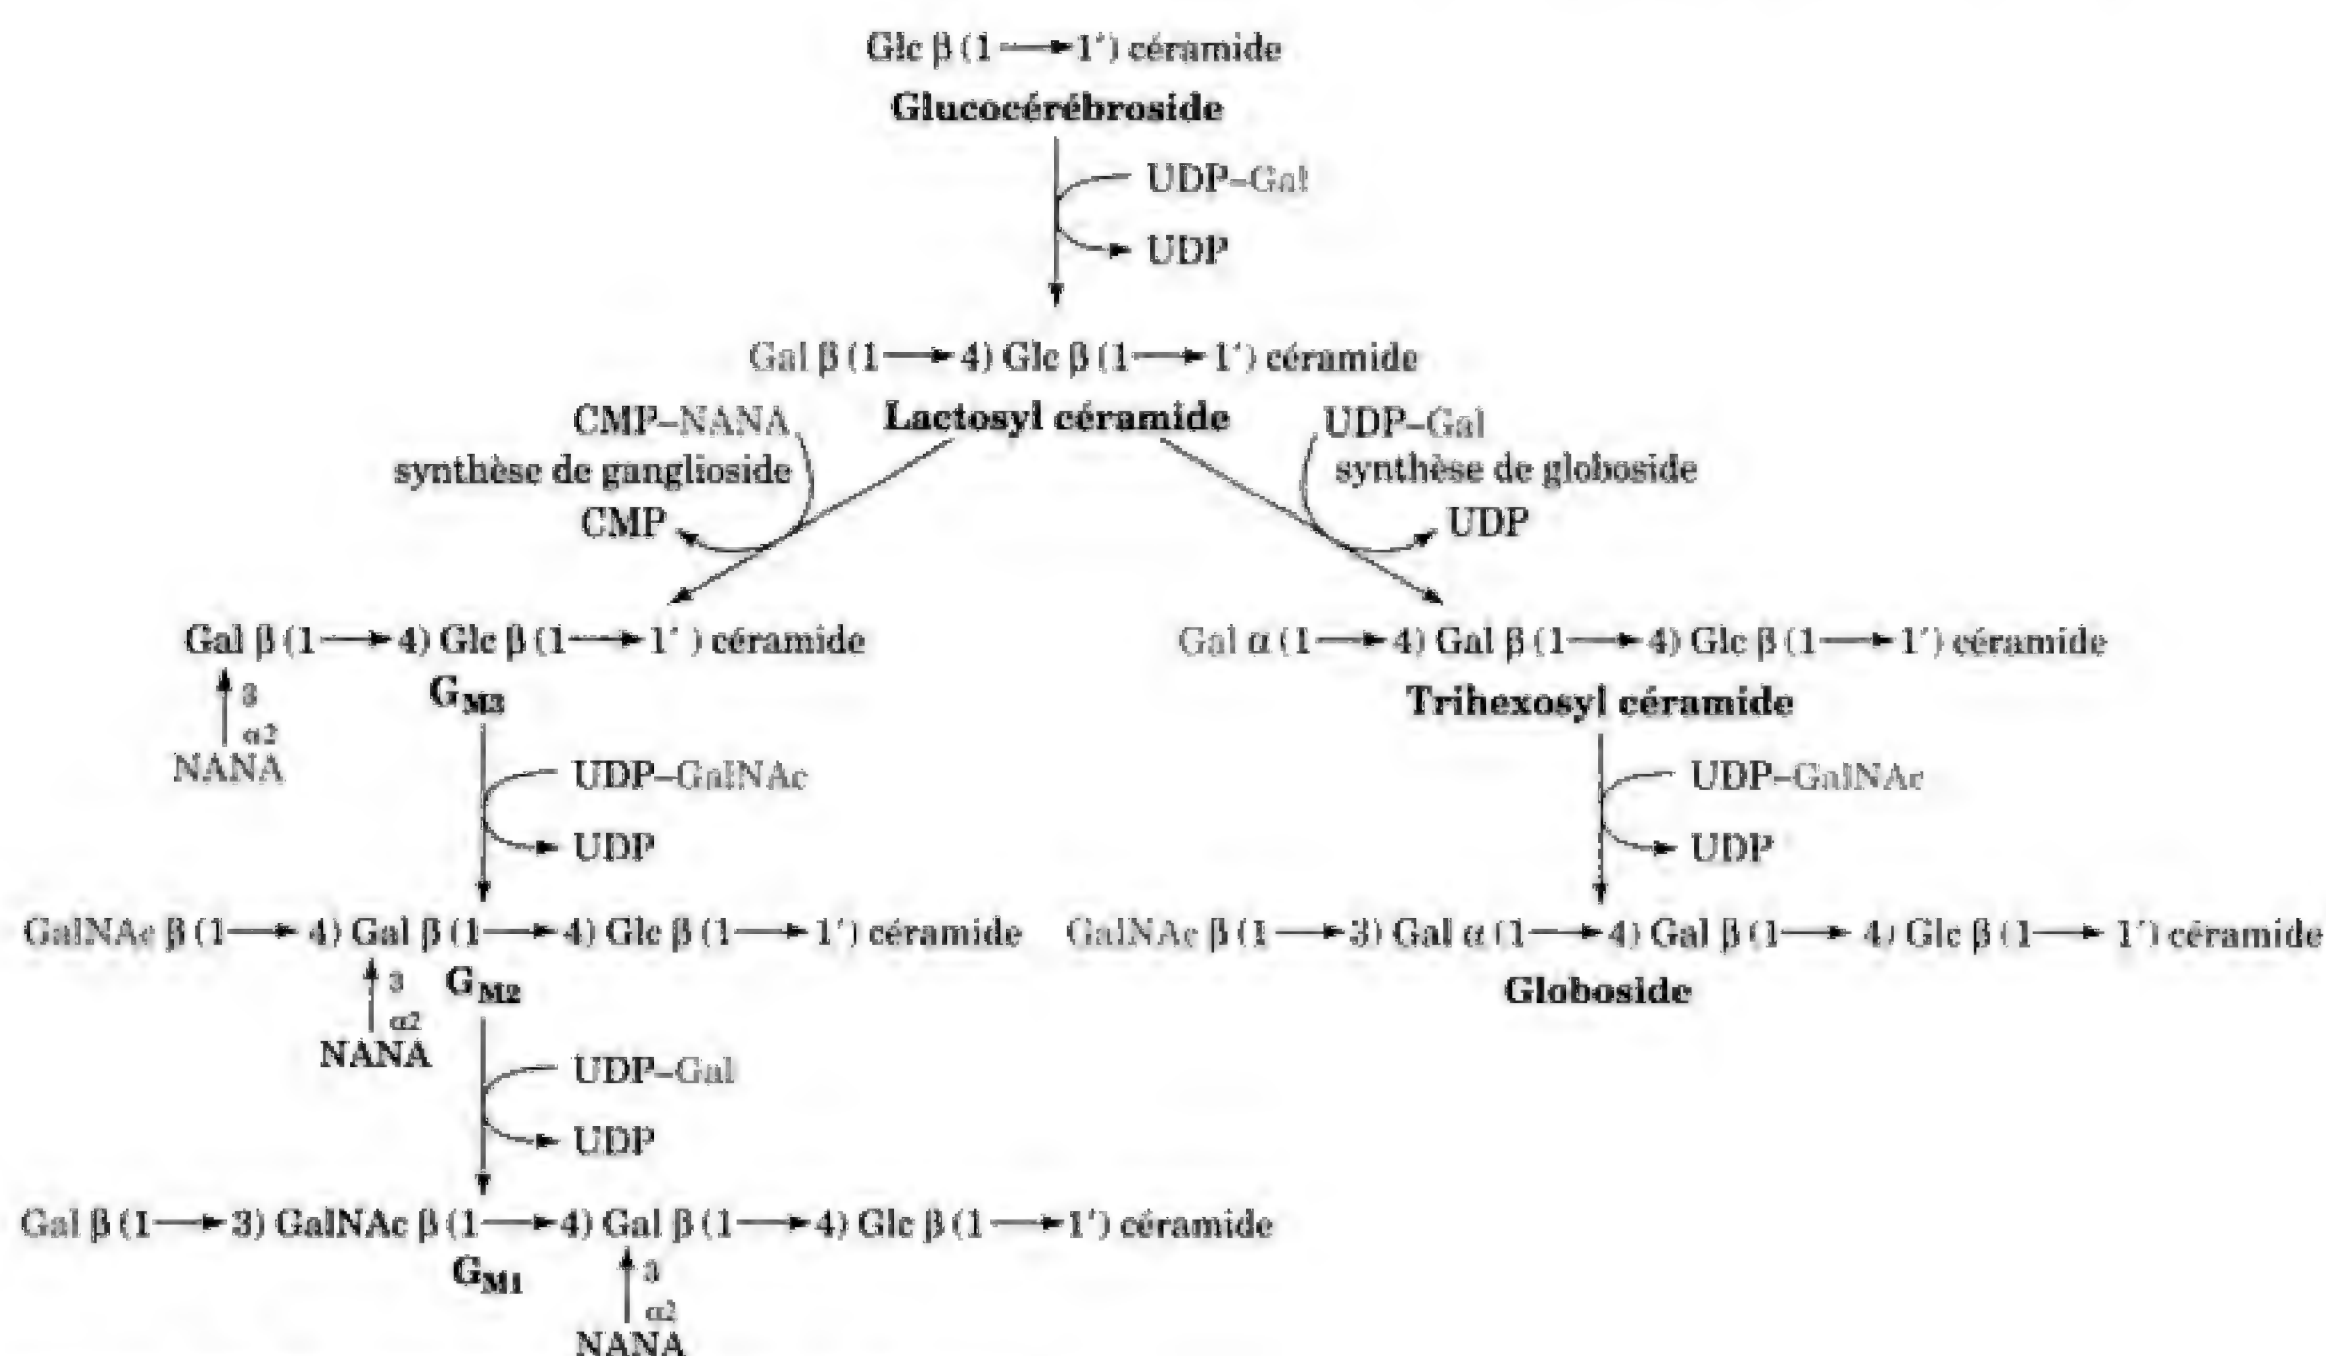 Glc β (1⟶1′) céramide
Glucocérébroside
UDP–Gal
UDP
Gal β (1⟶4) Glc β (1⟶1′) céramide
Lactosyl céramide
CMP–NANA
synthèse de ganglioside
CMP
UDP–Gal
synthèse de globoside
UDP
Gal β (1⟶4) Glc β (1⟶1′) céramide
3
α2
NANA
GM3
UDP–GalNAc
UDP
Gal α (1⟶4) Gal β (1⟶4) Glc β (1⟶1′) céramide
Trihexosyl céramide
UDP–GalNAc
UDP
GalNAc β (1⟶4) Gal β (1⟶4) Glc β (1⟶1′) céramide
3
α2
NANA
GM2
UDP–Gal
UDP
GalNAc β (1⟶3) Gal α (1⟶4) Gal β (1⟶4) Glc β (1⟶1′) céramide
Globoside
Gal β (1⟶3) GalNAc β (1⟶4) Gal β (1⟶4) Glc β (1⟶1′) céramide
GM1
3
α2
NANA